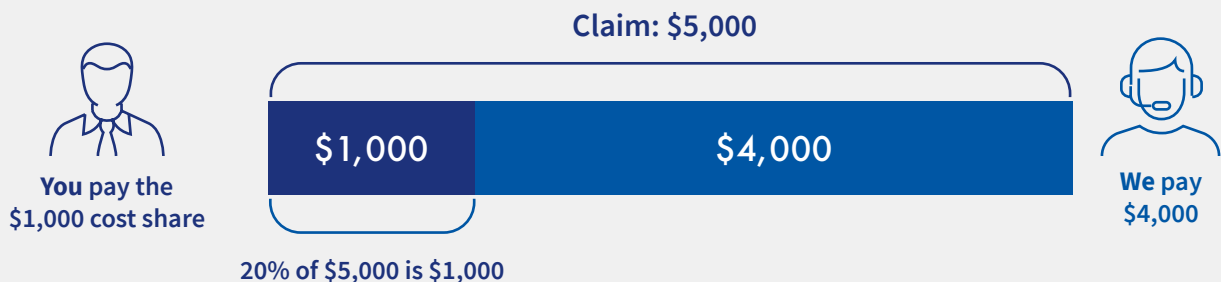 Claim: $5,000
$1,000
$4,000
You pay the
$1,000 cost share
We pay
$4,000
20% of $5,000 is $1,000